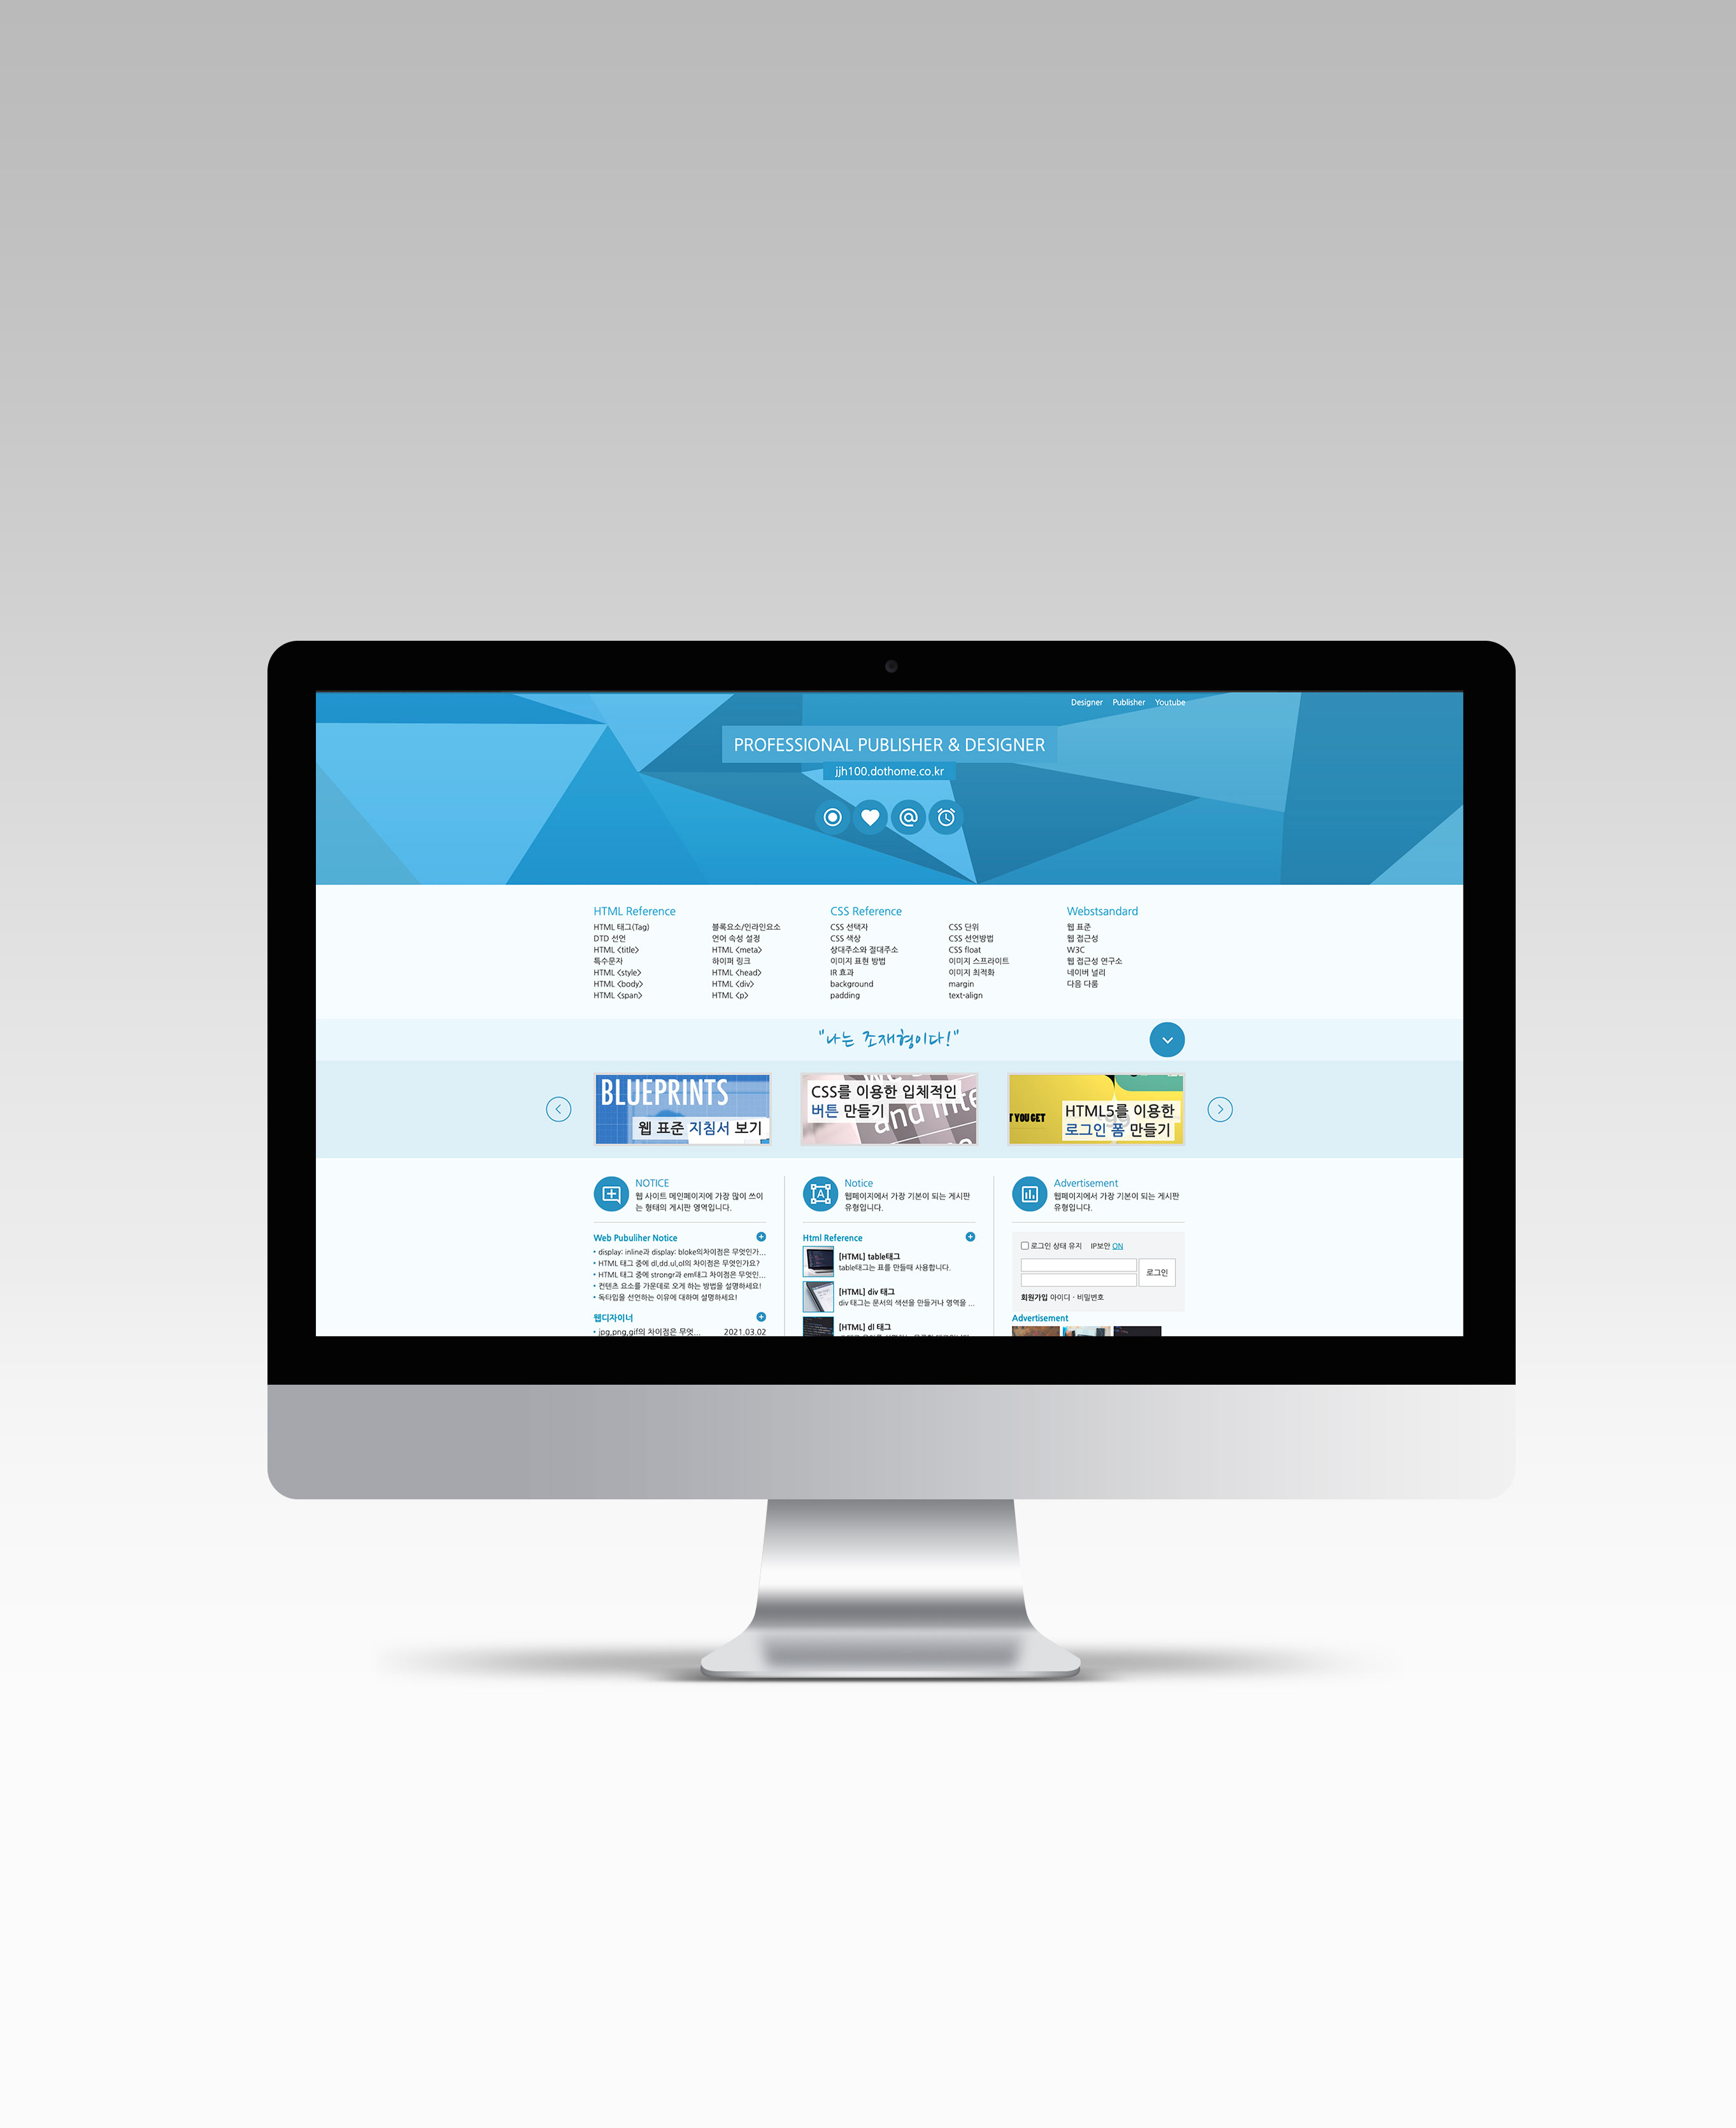 Designer Publisher Youtube
PROFESSIONAL PUBLISHER & DESIGNER
jjh100.dothome.co.kr
HTML Reference
HTML 태그(Tag)
DTD 선언
HTML <title>
특수문자
HTML <style>
HTML <body>
HTML <span>
블록요소/인라인요소
언어 속성 설정
HTML <meta>
하이퍼 링크
HTML <head>
HTML <div>
HTML <p>
CSS Reference
CSS 선택자
CSS 색상
상대주소와 절대주소
이미지 표현 방법
IR 효과
background
padding
CSS 단위
CSS 선언방법
CSS float
이미지 스프라이트
이미지 최적화
margin
text-align
Webstsandard
웹 표준
웹 접근성
W3C
웹 접근성 연구소
네이버 널리
다음 다룸
"나는 조재형이다!"
BLUEPRINTS
웹 표준 지침서 보기
CSS를 이용한 입체적인
버튼 만들기
and inte
T YOU GET
HTML5를 이용한
로그인 폼 만들기
NOTICE
웹 사이트 메인페이지에 가장 많이 쓰이
는 형태의 게시판 영역입니다.
Web Pubuliher Notice
display: inline과 display: bloke의차이점은 무엇인가...
HTML 태그 중에 dl,dd.ul,ol의 차이점은 무엇인가요?
HTML 태그 중에 strongr과 em태그 차이점은 무엇인...
컨텐츠 요소를 가운데로 오게 하는 방법을 설명하세요!
독타입을 선언하는 이유에 대하여 설명하세요!
웹디자이너
jpg,png,gif의 차이점은 무엇... 2021.03.02
Notice
웹페이지에서 가장 기본이 되는 게시판
유형입니다.
Html Reference
[HTML] table태그
table태그는 표를 만들때 사용합니다.
[HTML] div 태그
div 태그는 문서의 색션을 만들거나 영역을 ...
[HTML] dl 태그
Advertisement
웹페이지에서 가장 기본이 되는 게시판
유형입니다.
로그인 상태 유지 IP보안 ON
로그인
회원가입 아이디 · 비밀번호
Advertisement